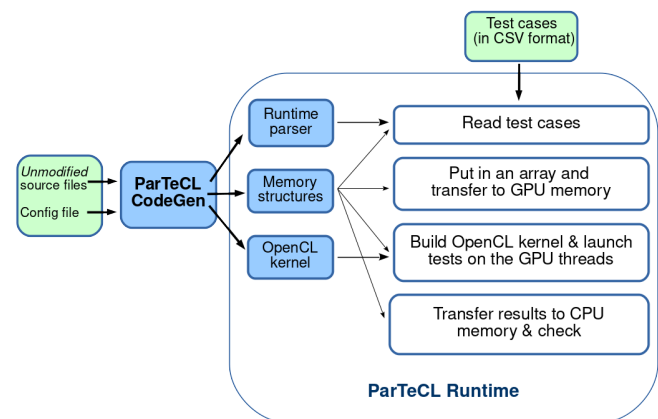 Test cases
(in CSV format)
Runtime
parser
Read test cases
Unmodified
source files
Config file
ParTeCL
CodeGen
Memory
structures
Put in an array and
transfer to GPU memory
OpenCL
kernel
Build OpenCL kernel & launch
tests on the GPU threads
Transfer results to CPU
memory & check
ParTeCL Runtime